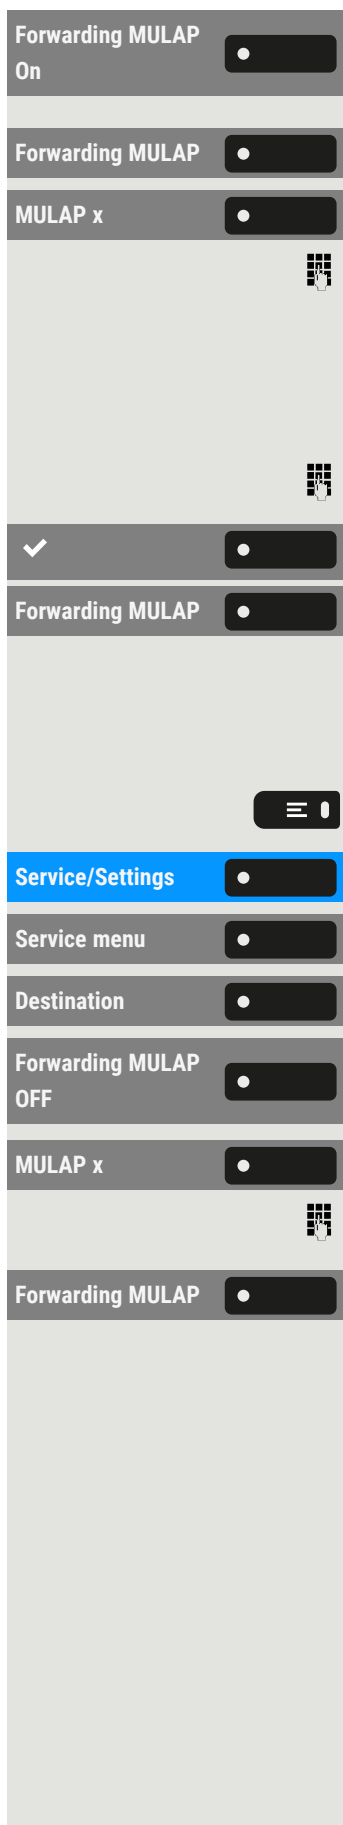 Forwarding MULAP
On
Forwarding MULAP
MULAP x
Forwarding MULAP
Service/Settings
Service menu
Destination
Forwarding MULAP
OFF
MULAP x
Forwarding MULAP